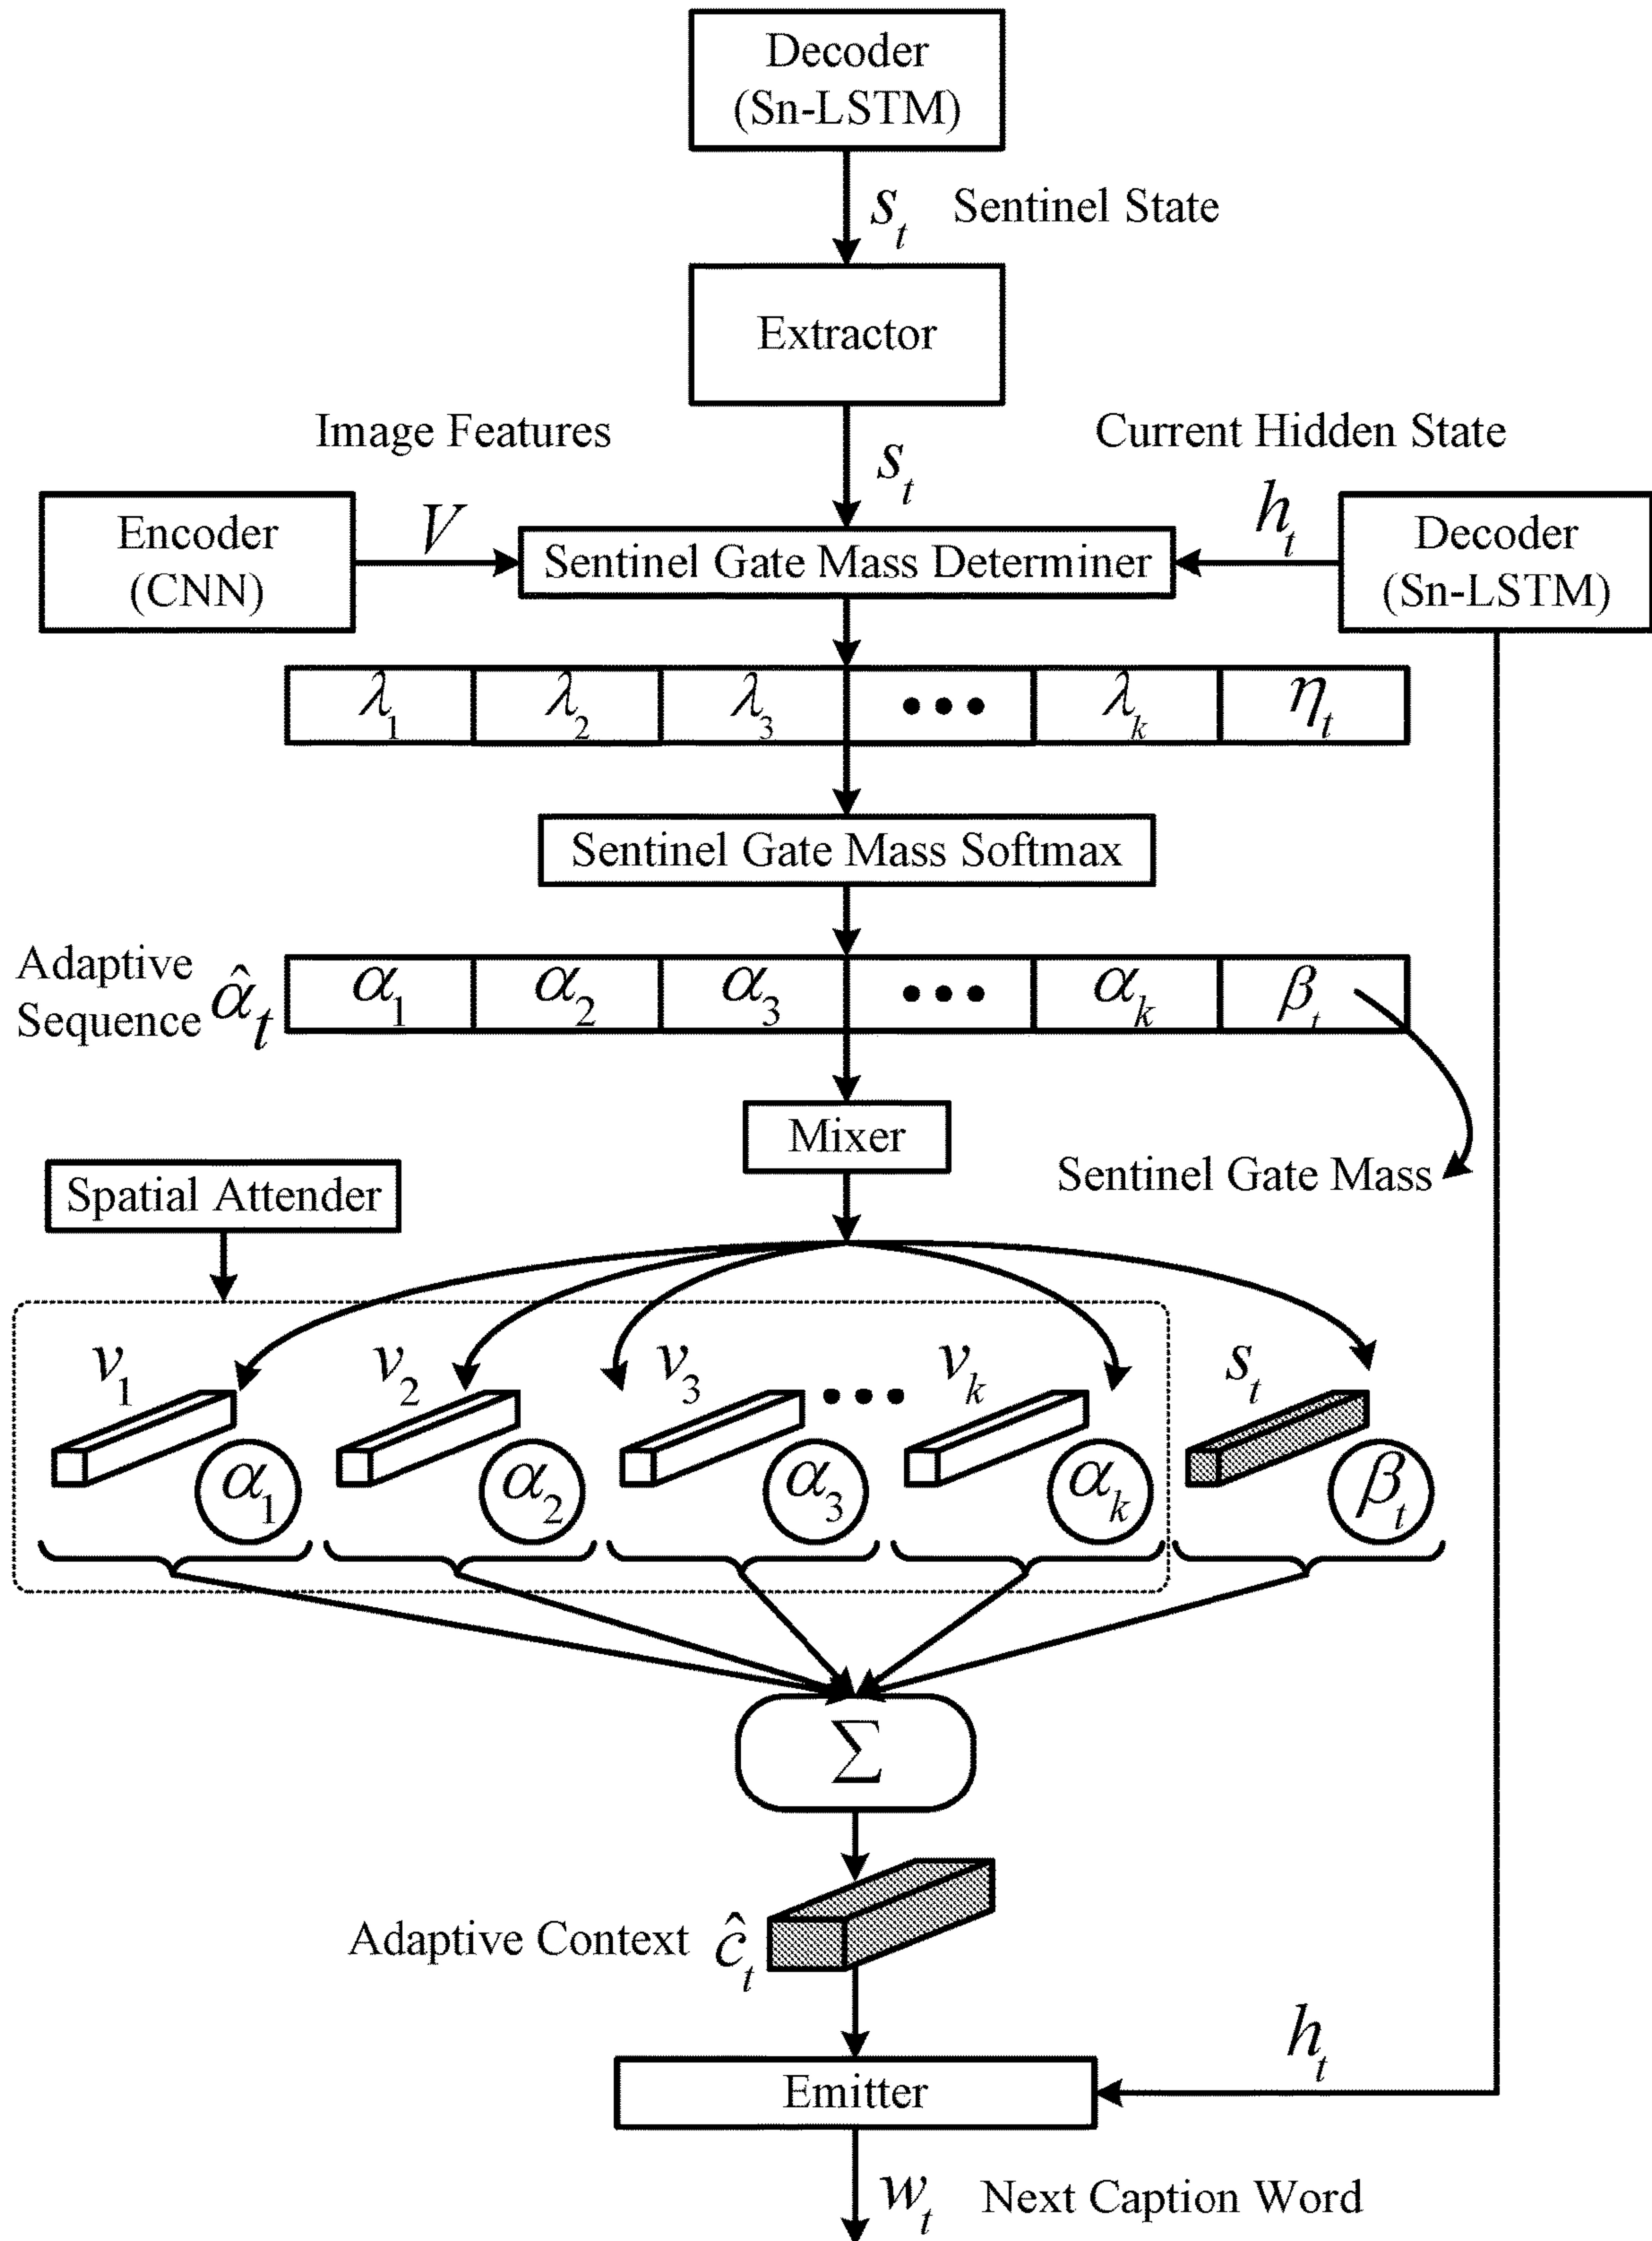 Decoder
(Sn-LSTM)
s_t Sentinel State
Extractor
Image Features
s_t
Current Hidden State
Encoder
(CNN)
V
Sentinel Gate Mass Determiner
h_t
Decoder
(Sn-LSTM)
λ_1 λ_2 λ_3 ••• λ_k η_t
Sentinel Gate Mass Softmax
Adaptive
Sequence α̂_t
α_1 α_2 α_3 ••• α_k β_t
Mixer
Sentinel Gate Mass
Spatial Attender
v_1 v_2 v_3 ••• v_k s_t
α_1 α_2 α_3 α_k β_t
Σ
Adaptive Context ĉ_t
h_t
Emitter
w_t Next Caption Word